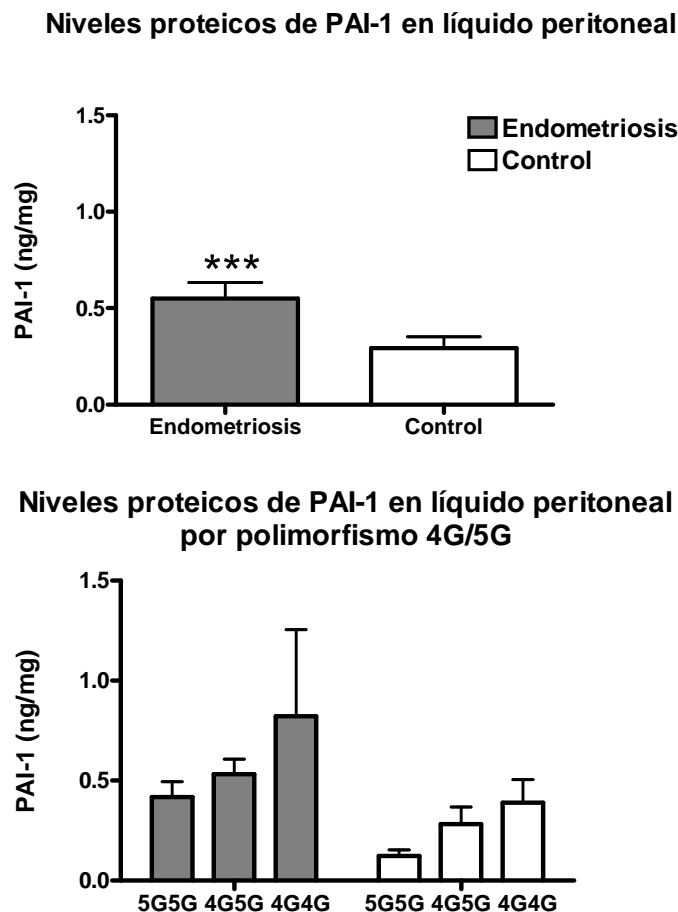 Niveles proteicos de PAI-1 en líquido peritoneal
1.5
1.0
0.5
0.0
PAI-1 (ng/mg)
***
Endometriosis
Control
Endometriosis
Control
Niveles proteicos de PAI-1 en líquido peritoneal
por polimorfismo 4G/5G
1.5
1.0
0.5
0.0
PAI-1 (ng/mg)
5G5G 4G5G 4G4G
5G5G 4G5G 4G4G